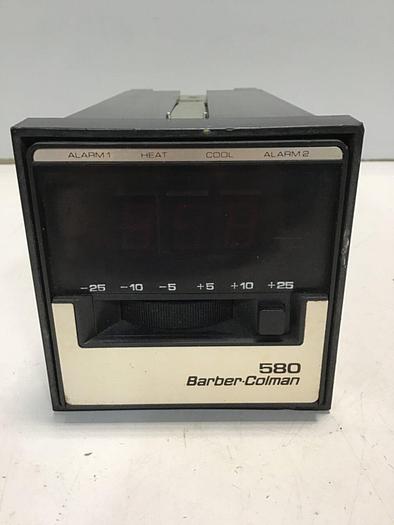 ALARM 1 HEAT COOL ALARM 2
-25 -10 -5 +5 +10 +25
580
Barber-Colman